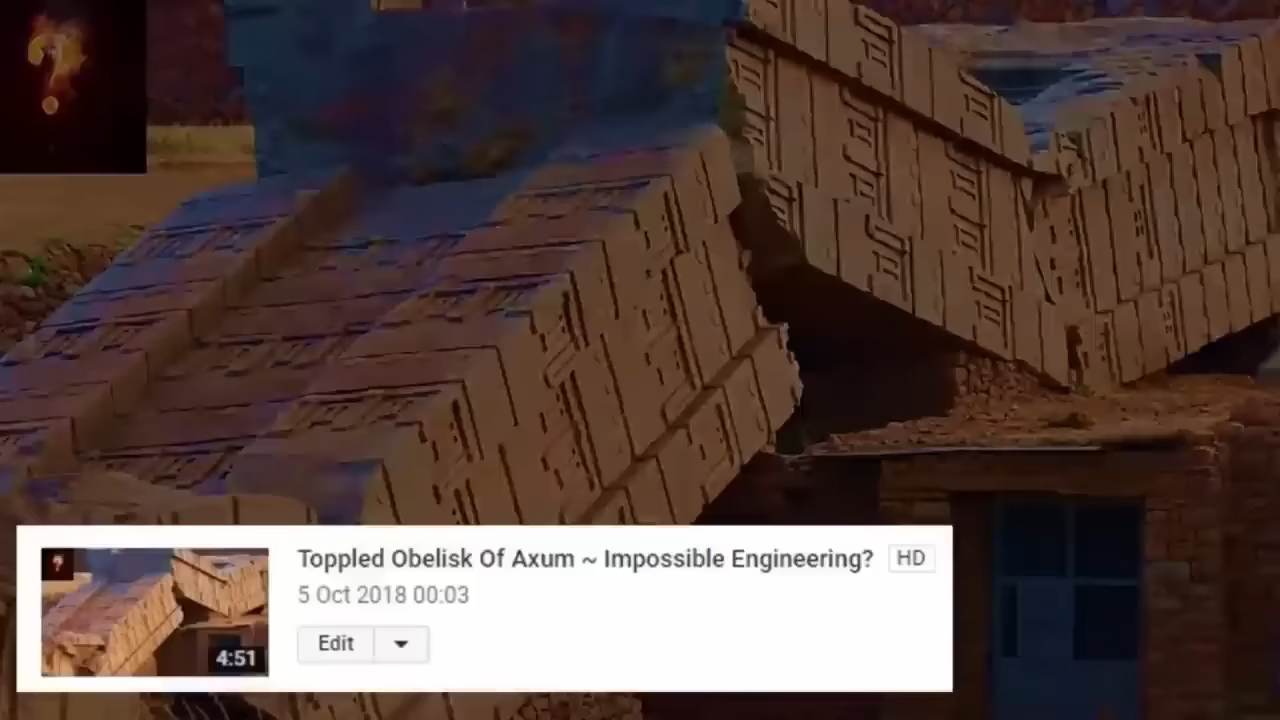 ?
Toppled Obelisk Of Axum ~ Impossible Engineering? HD
5 Oct 2018 00:03
Edit
?
4:51